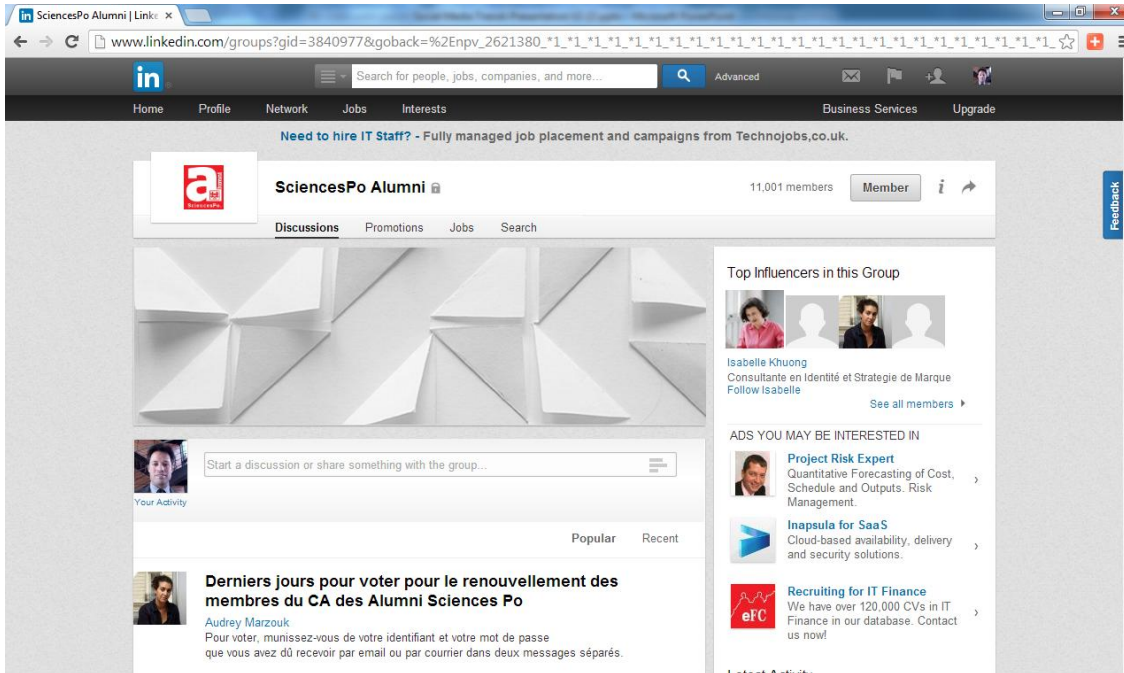 SciencesPo Alumni | Linke
www.linkedin.com/groups?gid=3840977&goback=%2Enpv_2621380_*1_*1_*1_*1_*1_*1_*1_*1_*1_*1_*1_*1_*1_*1_*1_*1_*1_*1_*1_*1_*1_*1_*1_*1_*1_
in
Search for people, jobs, companies, and more...
Advanced
Home Profile Network Jobs Interests Business Services Upgrade
Need to hire IT Staff? - Fully managed job placement and campaigns from Technojobs,co.uk.
a
SciencesPo.
SciencesPo Alumni
11,001 members
Member
Discussions Promotions Jobs Search
Feedback
Top Influencers in this Group
Isabelle Khuong
Consultante en Identité et Strategie de Marque
Follow Isabelle
See all members
Start a discussion or share something with the group...
Your Activity
Popular Recent
Derniers jours pour voter pour le renouvellement des
membres du CA des Alumni Sciences Po
Audrey Marzouk
Pour voter, munissez-vous de votre identifiant et votre mot de passe
que vous avez dû recevoir par email ou par courrier dans deux messages séparés.
ADS YOU MAY BE INTERESTED IN
Project Risk Expert
Quantitative Forecasting of Cost,
Schedule and Outputs. Risk
Management.
Inapsula for SaaS
Cloud-based availability, delivery
and security solutions.
eFC
Recruiting for IT Finance
We have over 120,000 CVs in IT
Finance in our database. Contact
us now!
Latest Activity